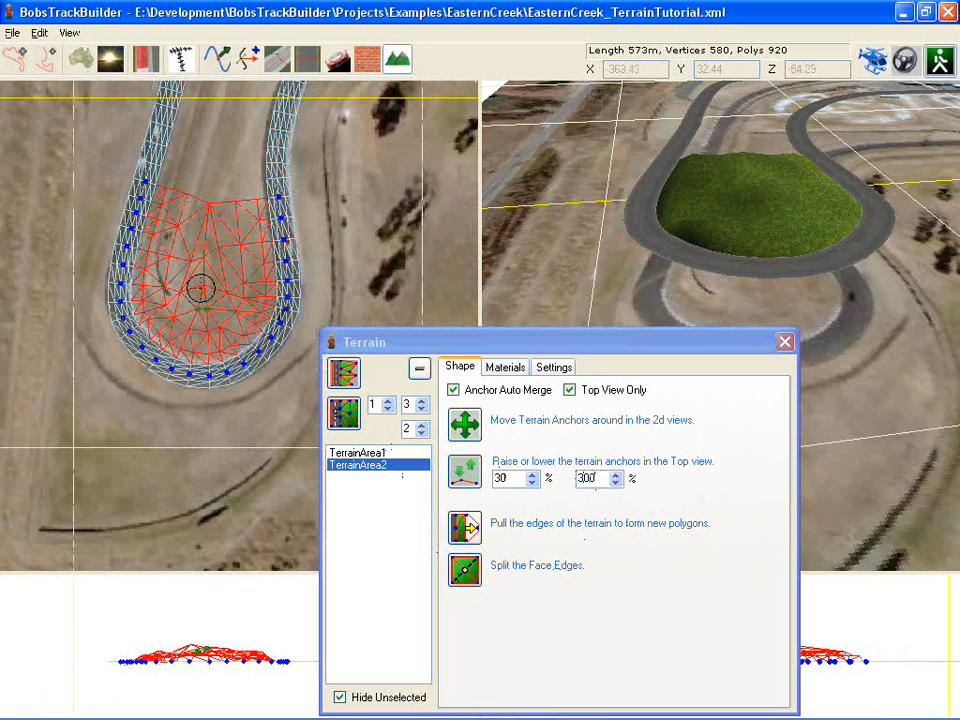 BobsTrackBuilder - E:\Development\BobsTrackBuilder\Projects\Examples\EasternCreek\EasternCreek_TerrainTutorial.xml
File Edit View
Length 573m, Vertices 580, Polys 920
X -363.43 Y 32.44 Z -54.29
Terrain
Shape Materials Settings
Anchor Auto Merge Top View Only
1 3
2
Move Terrain Anchors around in the 2d views.
TerrainArea1
TerrainArea2
Raise or lower the terrain anchors in the Top view.
30 % 300 %
Pull the edges of the terrain to form new polygons.
Split the Face Edges.
Hide Unselected